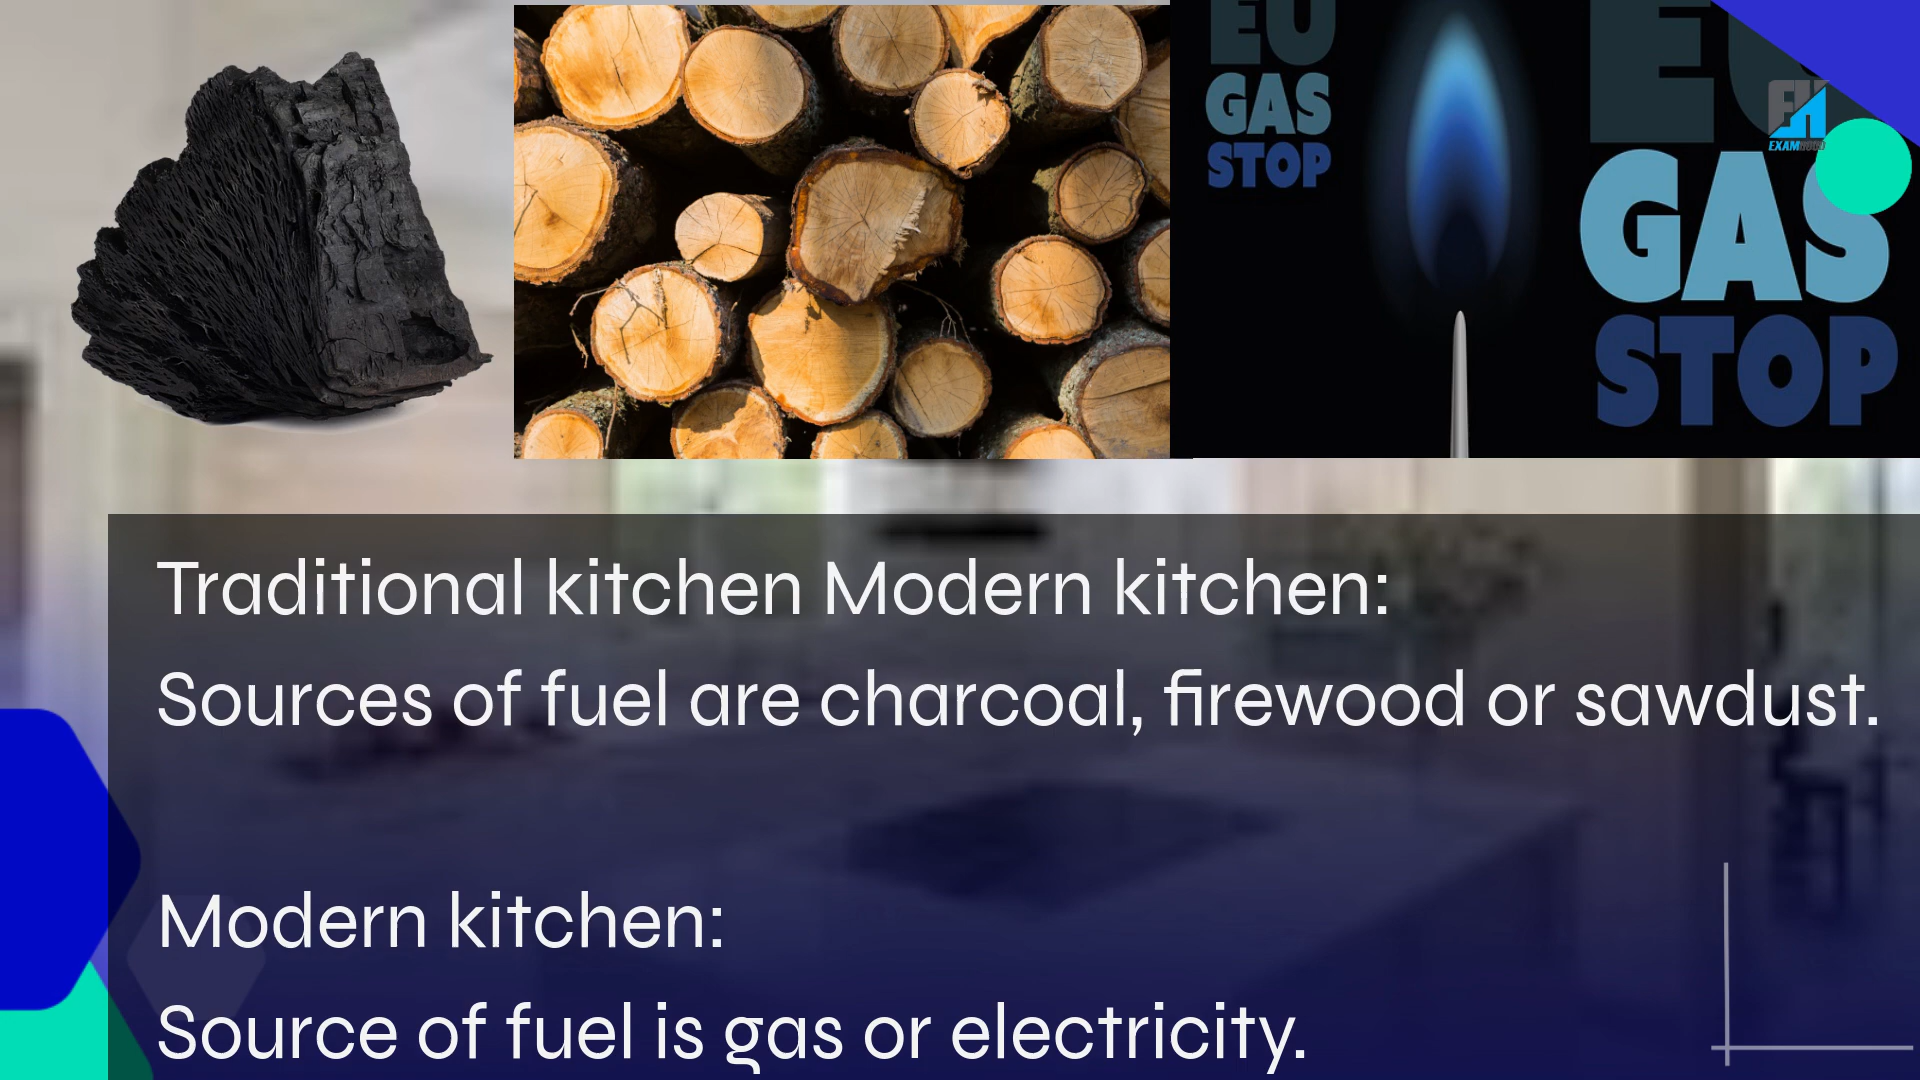 EU
GAS
STOP
EU
GAS
STOP
EXAM
Traditional kitchen Modern kitchen:
Sources of fuel are charcoal, firewood or sawdust.
Modern kitchen:
Source of fuel is gas or electricity.